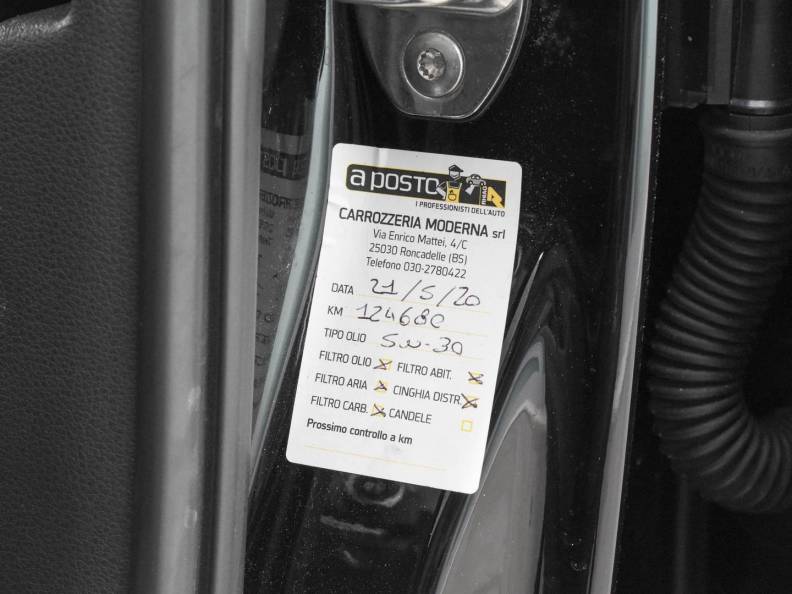 a POSTO RHIAG
I PROFESSIONISTI DELL'AUTO
CARROZZERIA MODERNA srl
Via Enrico Mattei, 4/C
25030 Roncadelle (BS)
Telefono 030-2780422
DATA 21/5/20
KM 124680
TIPO OLIO 5W-30
FILTRO OLIO FILTRO ABIT.
FILTRO ARIA CINGHIA DISTR.
FILTRO CARB. CANDELE
Prossimo controllo a km